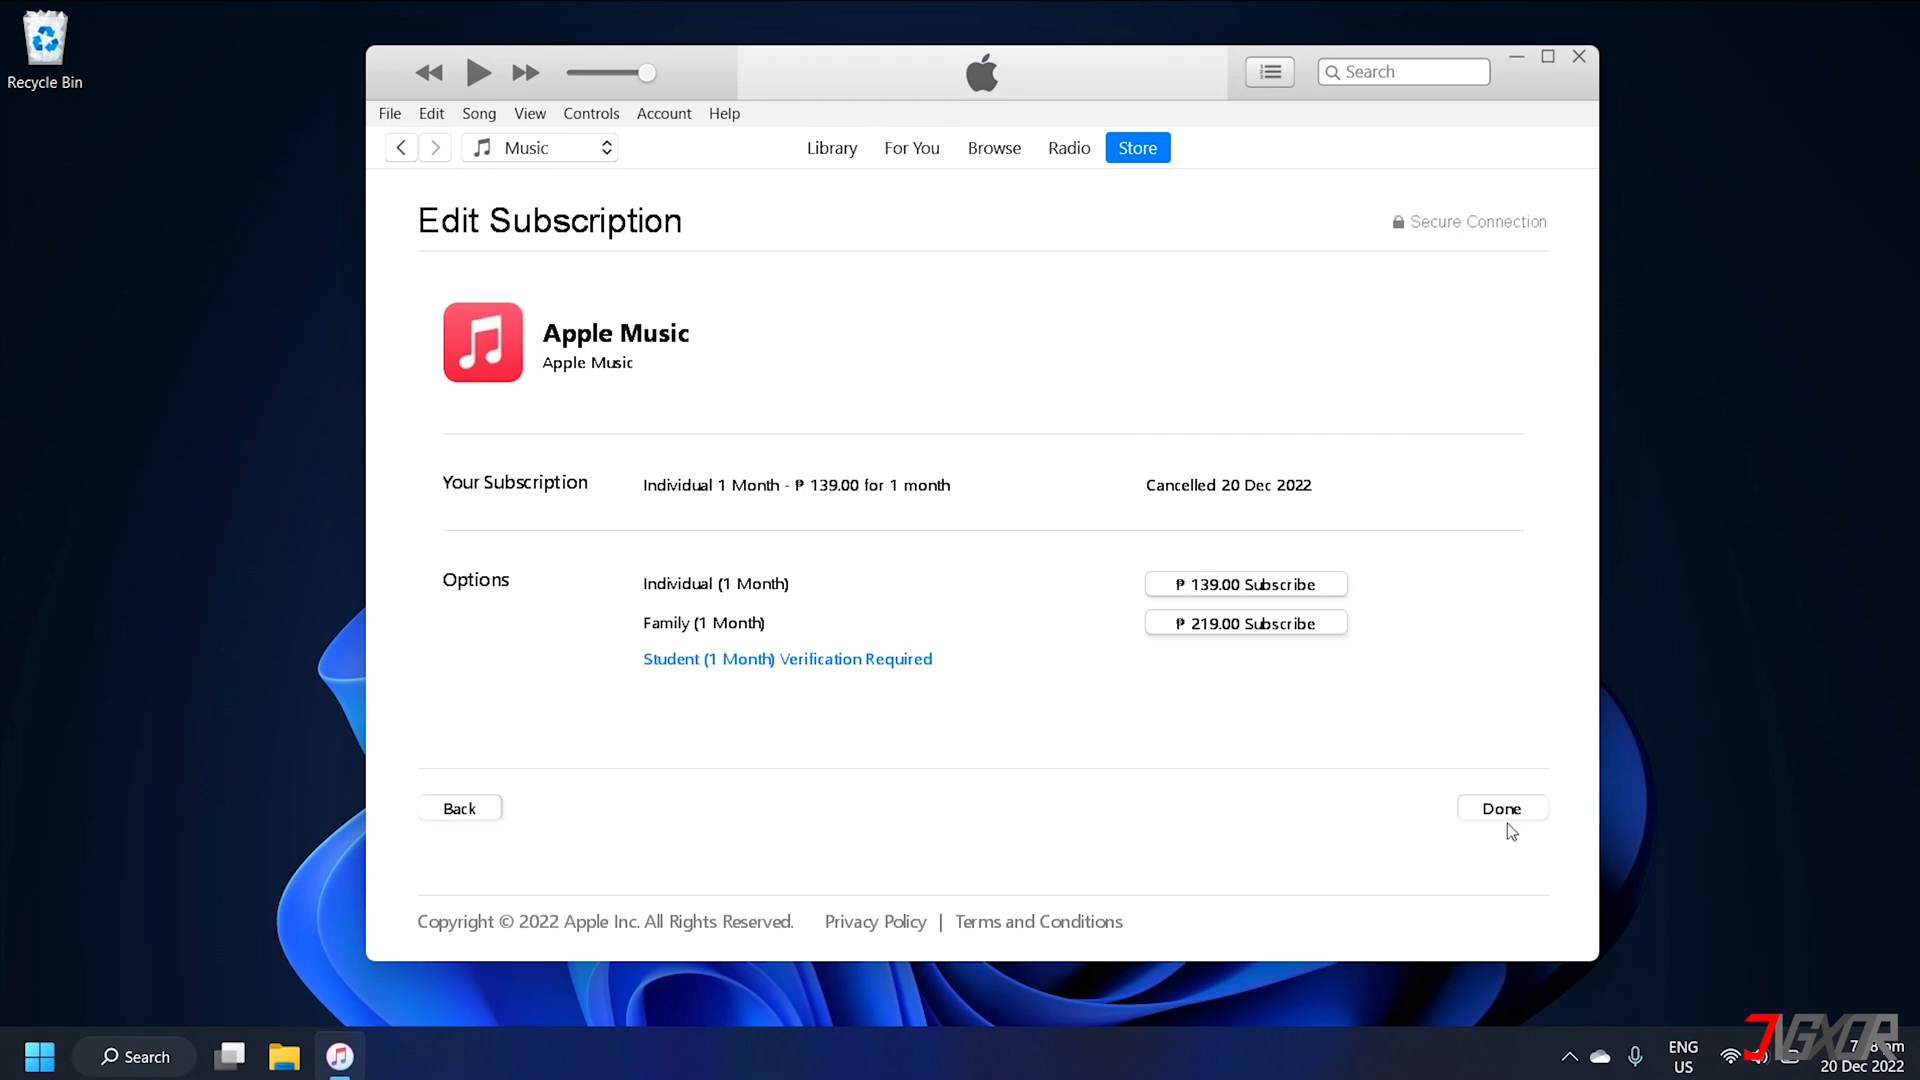 Recycle Bin
Search
File Edit Song View Controls Account Help
Music
Library For You Browse Radio Store
Edit Subscription
Secure Connection
Apple Music
Apple Music
Your Subscription Individual 1 Month - ₱ 139.00 for 1 month Cancelled 20 Dec 2022
Options Individual (1 Month) ₱ 139.00 Subscribe
Family (1 Month) ₱ 219.00 Subscribe
Student (1 Month) Verification Required
Back Done
Copyright © 2022 Apple Inc. All Rights Reserved. Privacy Policy | Terms and Conditions
Search
ENG
US
20 Dec 2022